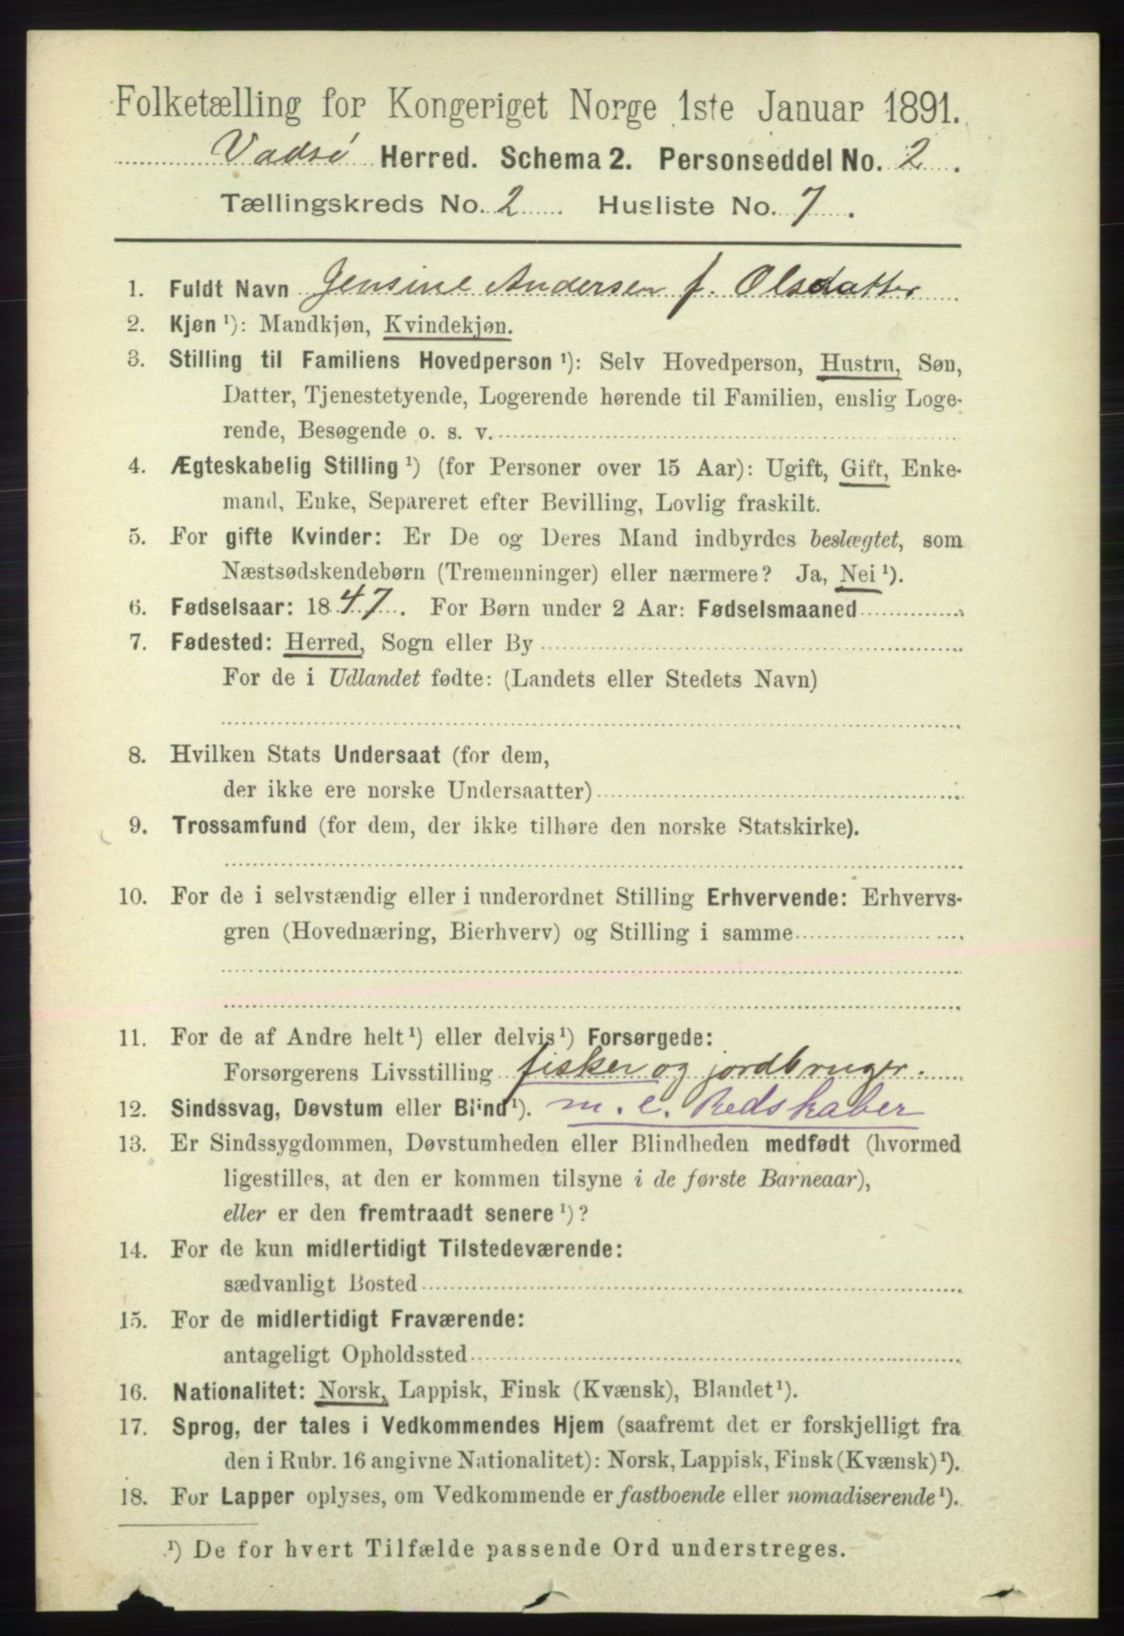 Folketælling for Kongeriget Norge 1ste Januar 1891.
Vadsø Herred. Schema 2. Personseddel No. 2.
Tællingskreds No. 2 Husliste No. 7.
1. Fuldt Navn Jensine Andersen f. Olsdatter
2. Kjøn ¹): Mandkjøn, Kvindekjøn.
3. Stilling til Familiens Hovedperson ¹): Selv Hovedperson, Hustru, Søn,
Datter, Tjenestetyende, Logerende hørende til Familien, enslig Loge-
rende, Besøgende o. s. v.
4. Ægteskabelig Stilling ¹) (for Personer over 15 Aar): Ugift, Gift, Enke-
mand, Enke, Separeret efter Bevilling, Lovlig fraskilt.
5. For gifte Kvinder: Er De og Deres Mand indbyrdes beslægtet, som
Næstsødskendebørn (Tremenninger) eller nærmere? Ja, Nei ¹).
6. Fødselsaar: 1847. For Børn under 2 Aar: Fødselsmaaned
7. Fødested: Herred, Sogn eller By
For de i Udlandet fødte: (Landets eller Stedets Navn)
8. Hvilken Stats Undersaat (for dem,
der ikke ere norske Undersaatter)
9. Trossamfund (for dem, der ikke tilhøre den norske Statskirke).
10. For de i selvstændig eller i underordnet Stilling Erhvervende: Erhvervs-
gren (Hovednæring, Bierhverv) og Stilling i samme
11. For de af Andre helt ¹) eller delvis ¹) Forsørgede:
Forsørgerens Livsstilling fisker og jordbruger.
12. Sindssvag, Døvstum eller Blind ¹). m. e. Redskaber
13. Er Sindssygdommen, Døvstumheden eller Blindheden medfødt (hvormed
ligestilles, at den er kommen tilsyne i de første Barneaar),
eller er den fremtraadt senere ¹)?
14. For de kun midlertidigt Tilstedeværende:
sædvanligt Bosted
15. For de midlertidigt Fraværende:
antageligt Opholdssted
16. Nationalitet: Norsk, Lappisk, Finsk (Kvænsk), Blandet ¹).
17. Sprog, der tales i Vedkommendes Hjem (saafremt det er forskjelligt fra
den i Rubr. 16 angivne Nationalitet): Norsk, Lappisk, Finsk (Kvænsk) ¹).
18. For Lapper oplyses, om Vedkommende er fastboende eller nomadiserende ¹).
¹) De for hvert Tilfælde passende Ord understreges.